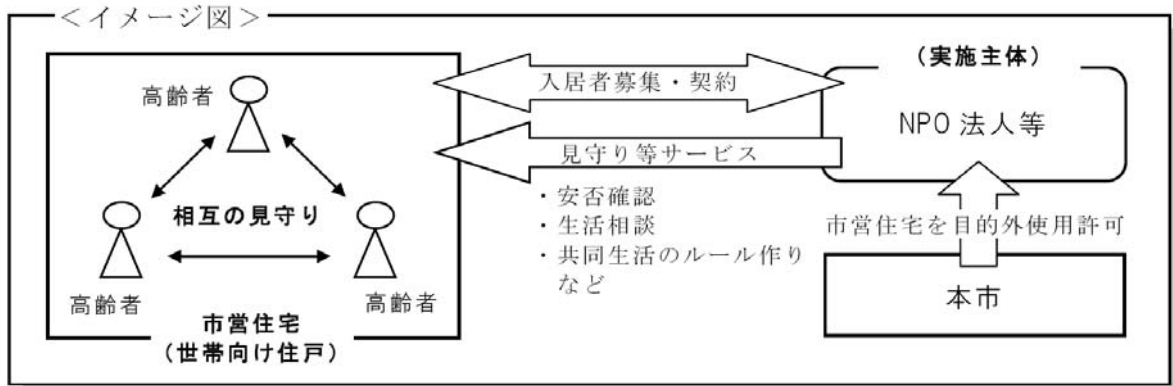 ＜イメージ図＞
高齢者
相互の見守り
高齢者
高齢者
市営住宅
（世帯向け住戸）
入居者募集・契約
見守り等サービス
・安否確認
・生活相談
・共同生活のルール作り
など
（実施主体）
NPO 法人等
市営住宅を目的外使用許可
本市